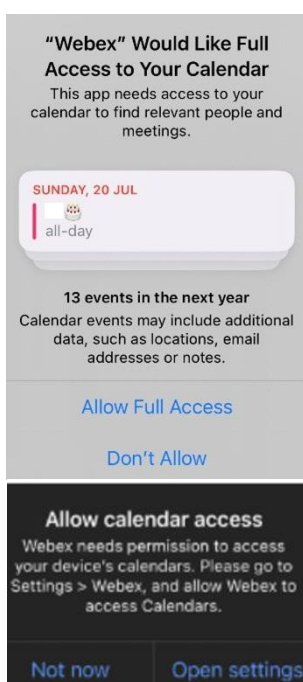 “Webex” Would Like Full
Access to Your Calendar
This app needs access to your
calendar to find relevant people and
meetings.
SUNDAY, 20 JUL
all-day
13 events in the next year
Calendar events may include additional
data, such as locations, email
addresses or notes.
Allow Full Access
Don’t Allow
Allow calendar access
Webex needs permission to access
your device's calendars. Please go to
Settings > Webex, and allow Webex to
access Calendars.
Not now Open settings